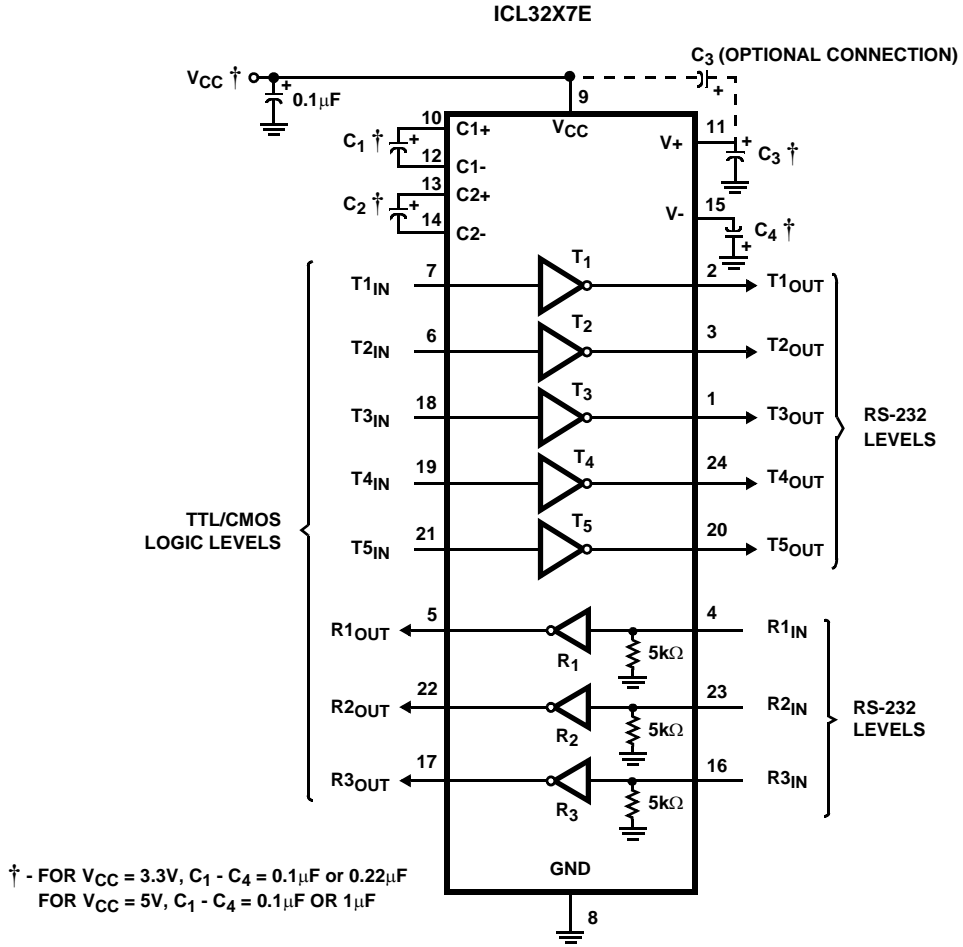 ICL32X7E
C3 (OPTIONAL CONNECTION)
VCC †
+
0.1μF
+
9
VCC
10
C1+
C1 †
+
12
C1-
13
C2+
C2 †
+
14
C2-
11
V+
+
C3 †
15
V-
C4 †
+
T1IN
7
T1
2
T1OUT
T2IN
6
T2
3
T2OUT
T3IN
18
T3
1
T3OUT
T4IN
19
T4
24
T4OUT
T5IN
21
T5
20
T5OUT
RS-232
LEVELS
TTL/CMOS
LOGIC LEVELS
R1OUT
5
R1
5kΩ
4
R1IN
R2OUT
22
R2
5kΩ
23
R2IN
R3OUT
17
R3
5kΩ
16
R3IN
RS-232
LEVELS
GND
8
† - FOR VCC = 3.3V, C1 - C4 = 0.1μF or 0.22μF
FOR VCC = 5V, C1 - C4 = 0.1μF OR 1μF